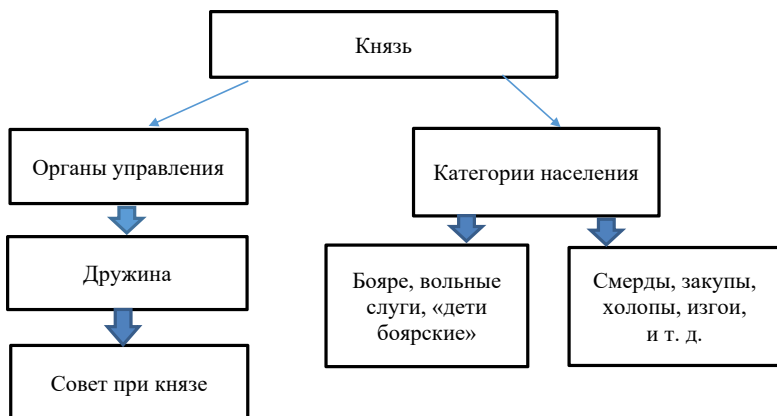 Князь
Органы управления
Категории населения
Дружина
Бояре, вольные
слуги, «дети
боярские»
Смерды, закупы,
холопы, изгои,
и т. д.
Совет при князе